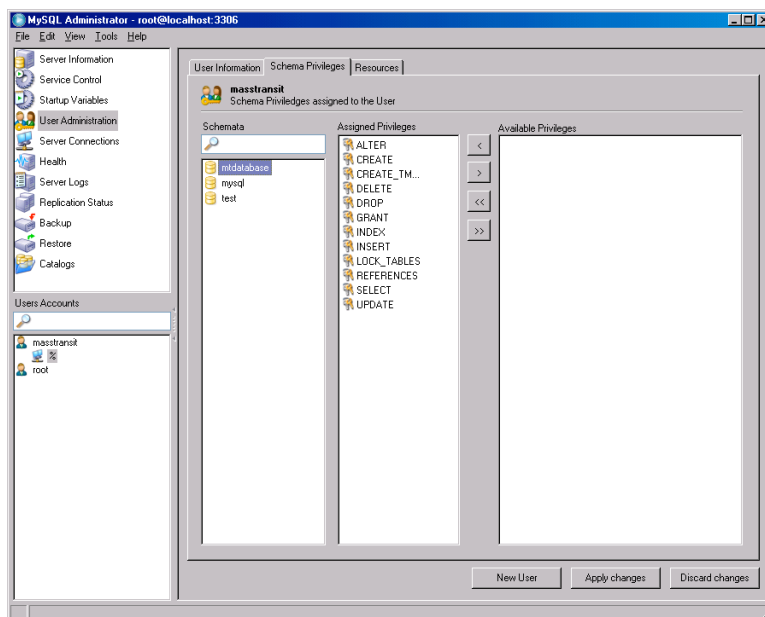 MySQL Administrator - root@localhost:3306
File Edit View Tools Help
Server Information
Service Control
Startup Variables
User Administration
Server Connections
Health
Server Logs
Replication Status
Backup
Restore
Catalogs
Users Accounts
masstransit
%
root
User Information Schema Privileges Resources
masstransit
Schema Priviledges assigned to the User
Schemata
mtdatabase
mysql
test
Assigned Privileges
ALTER
CREATE
CREATE_TM...
DELETE
DROP
GRANT
INDEX
INSERT
LOCK_TABLES
REFERENCES
SELECT
UPDATE
<
>
<<
>>
Available Privileges
New User Apply changes Discard changes